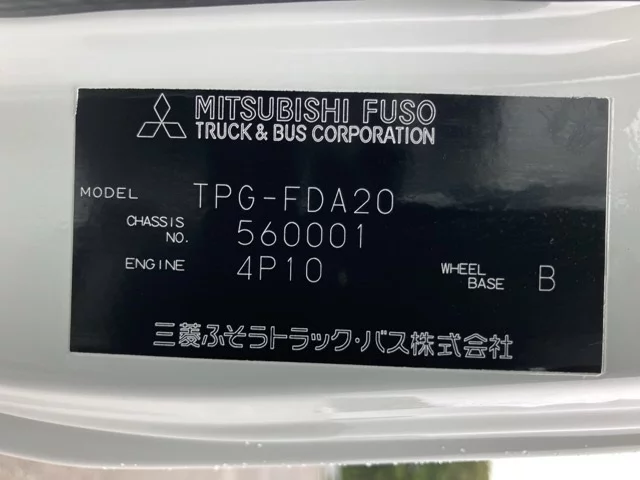 MITSUBISHI FUSO
TRUCK & BUS CORPORATION
MODEL TPG-FDA20
CHASSIS NO. 560001
ENGINE 4P10 WHEEL BASE B
三菱ふそうトラック・バス株式会社